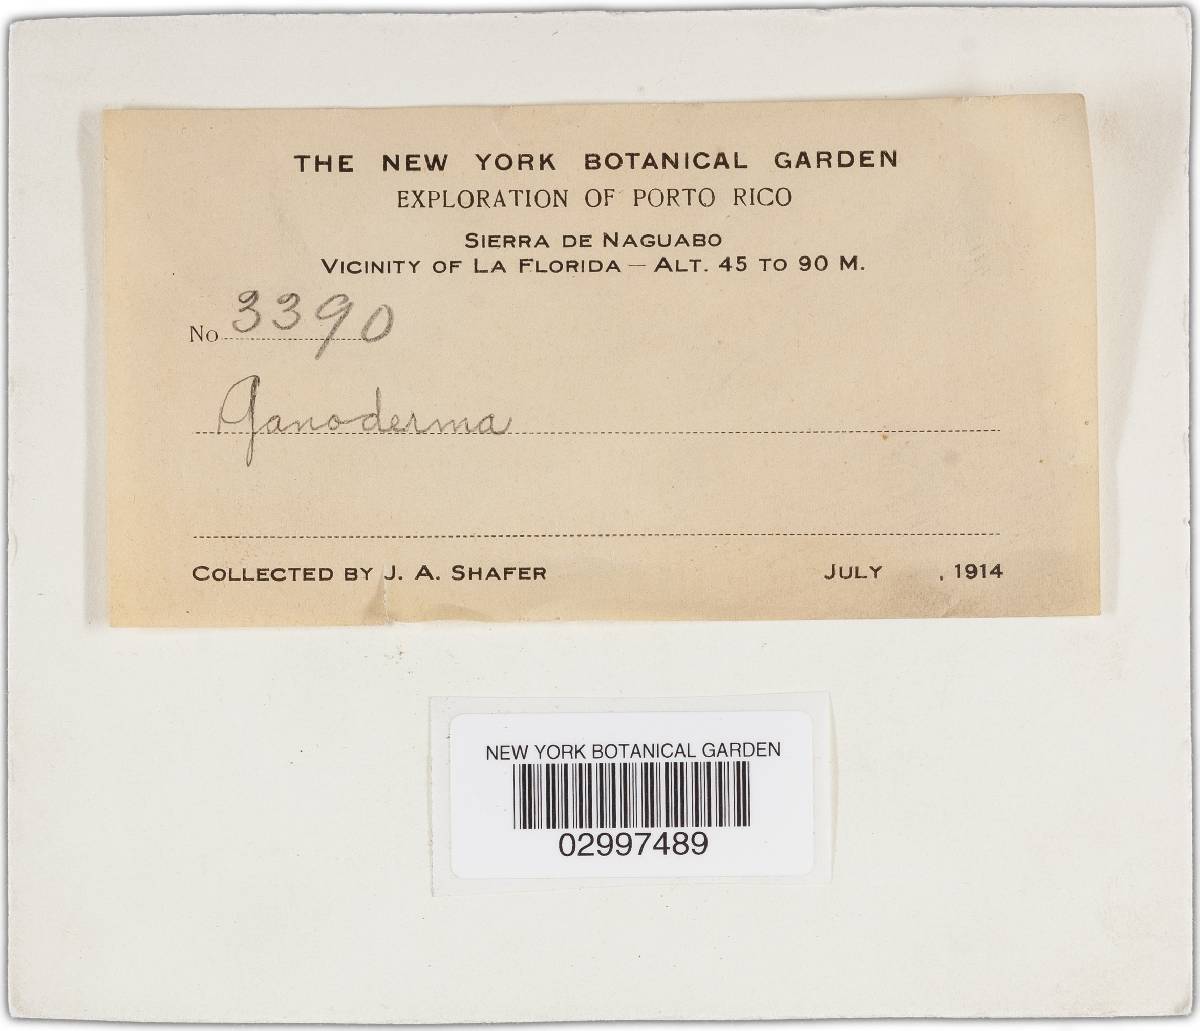 THE NEW YORK BOTANICAL GARDEN
EXPLORATION OF PORTO RICO
SIERRA DE NAGUABO
VICINITY OF LA FLORIDA — ALT. 45 TO 90 M.
No 3390
Ganoderma
COLLECTED BY J. A. SHAFER JULY , 1914
NEW YORK BOTANICAL GARDEN
02997489